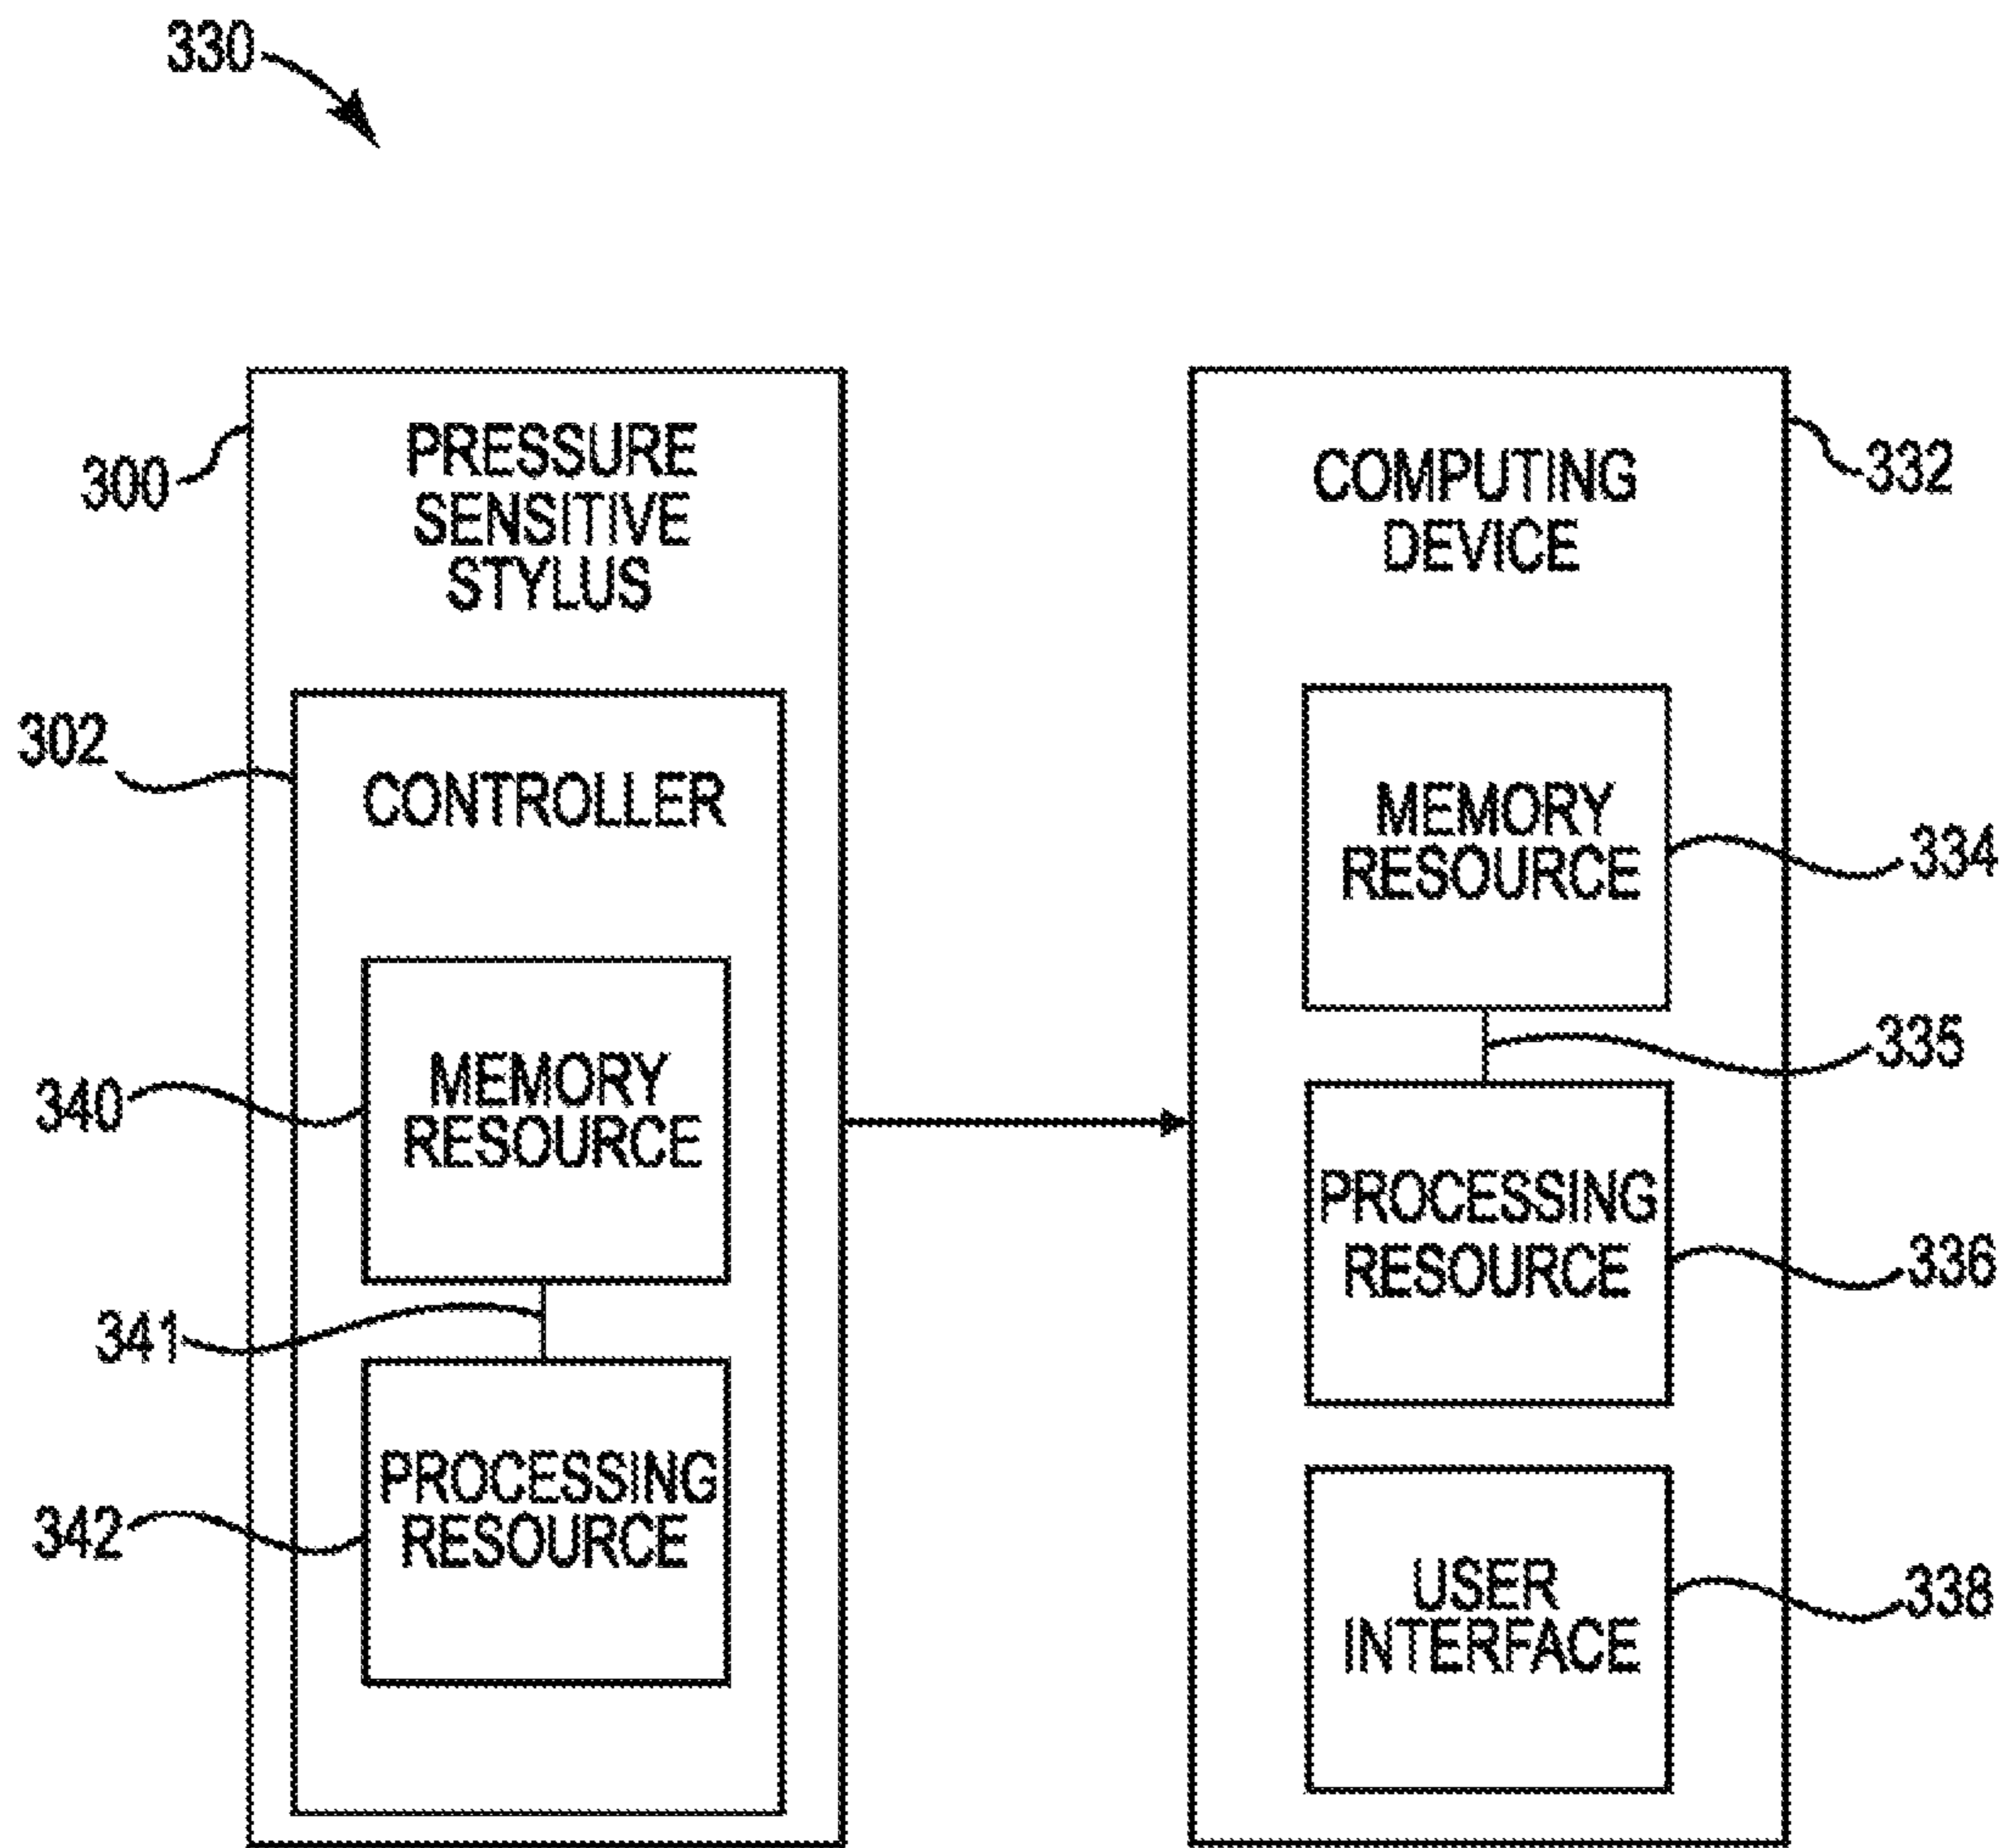 330
300
PRESSURE
SENSITIVE
STYLUS
302
CONTROLLER
340
MEMORY
RESOURCE
341
342
PROCESSING
RESOURCE
COMPUTING
DEVICE
332
MEMORY
RESOURCE
334
335
PROCESSING
RESOURCE
336
USER
INTERFACE
338